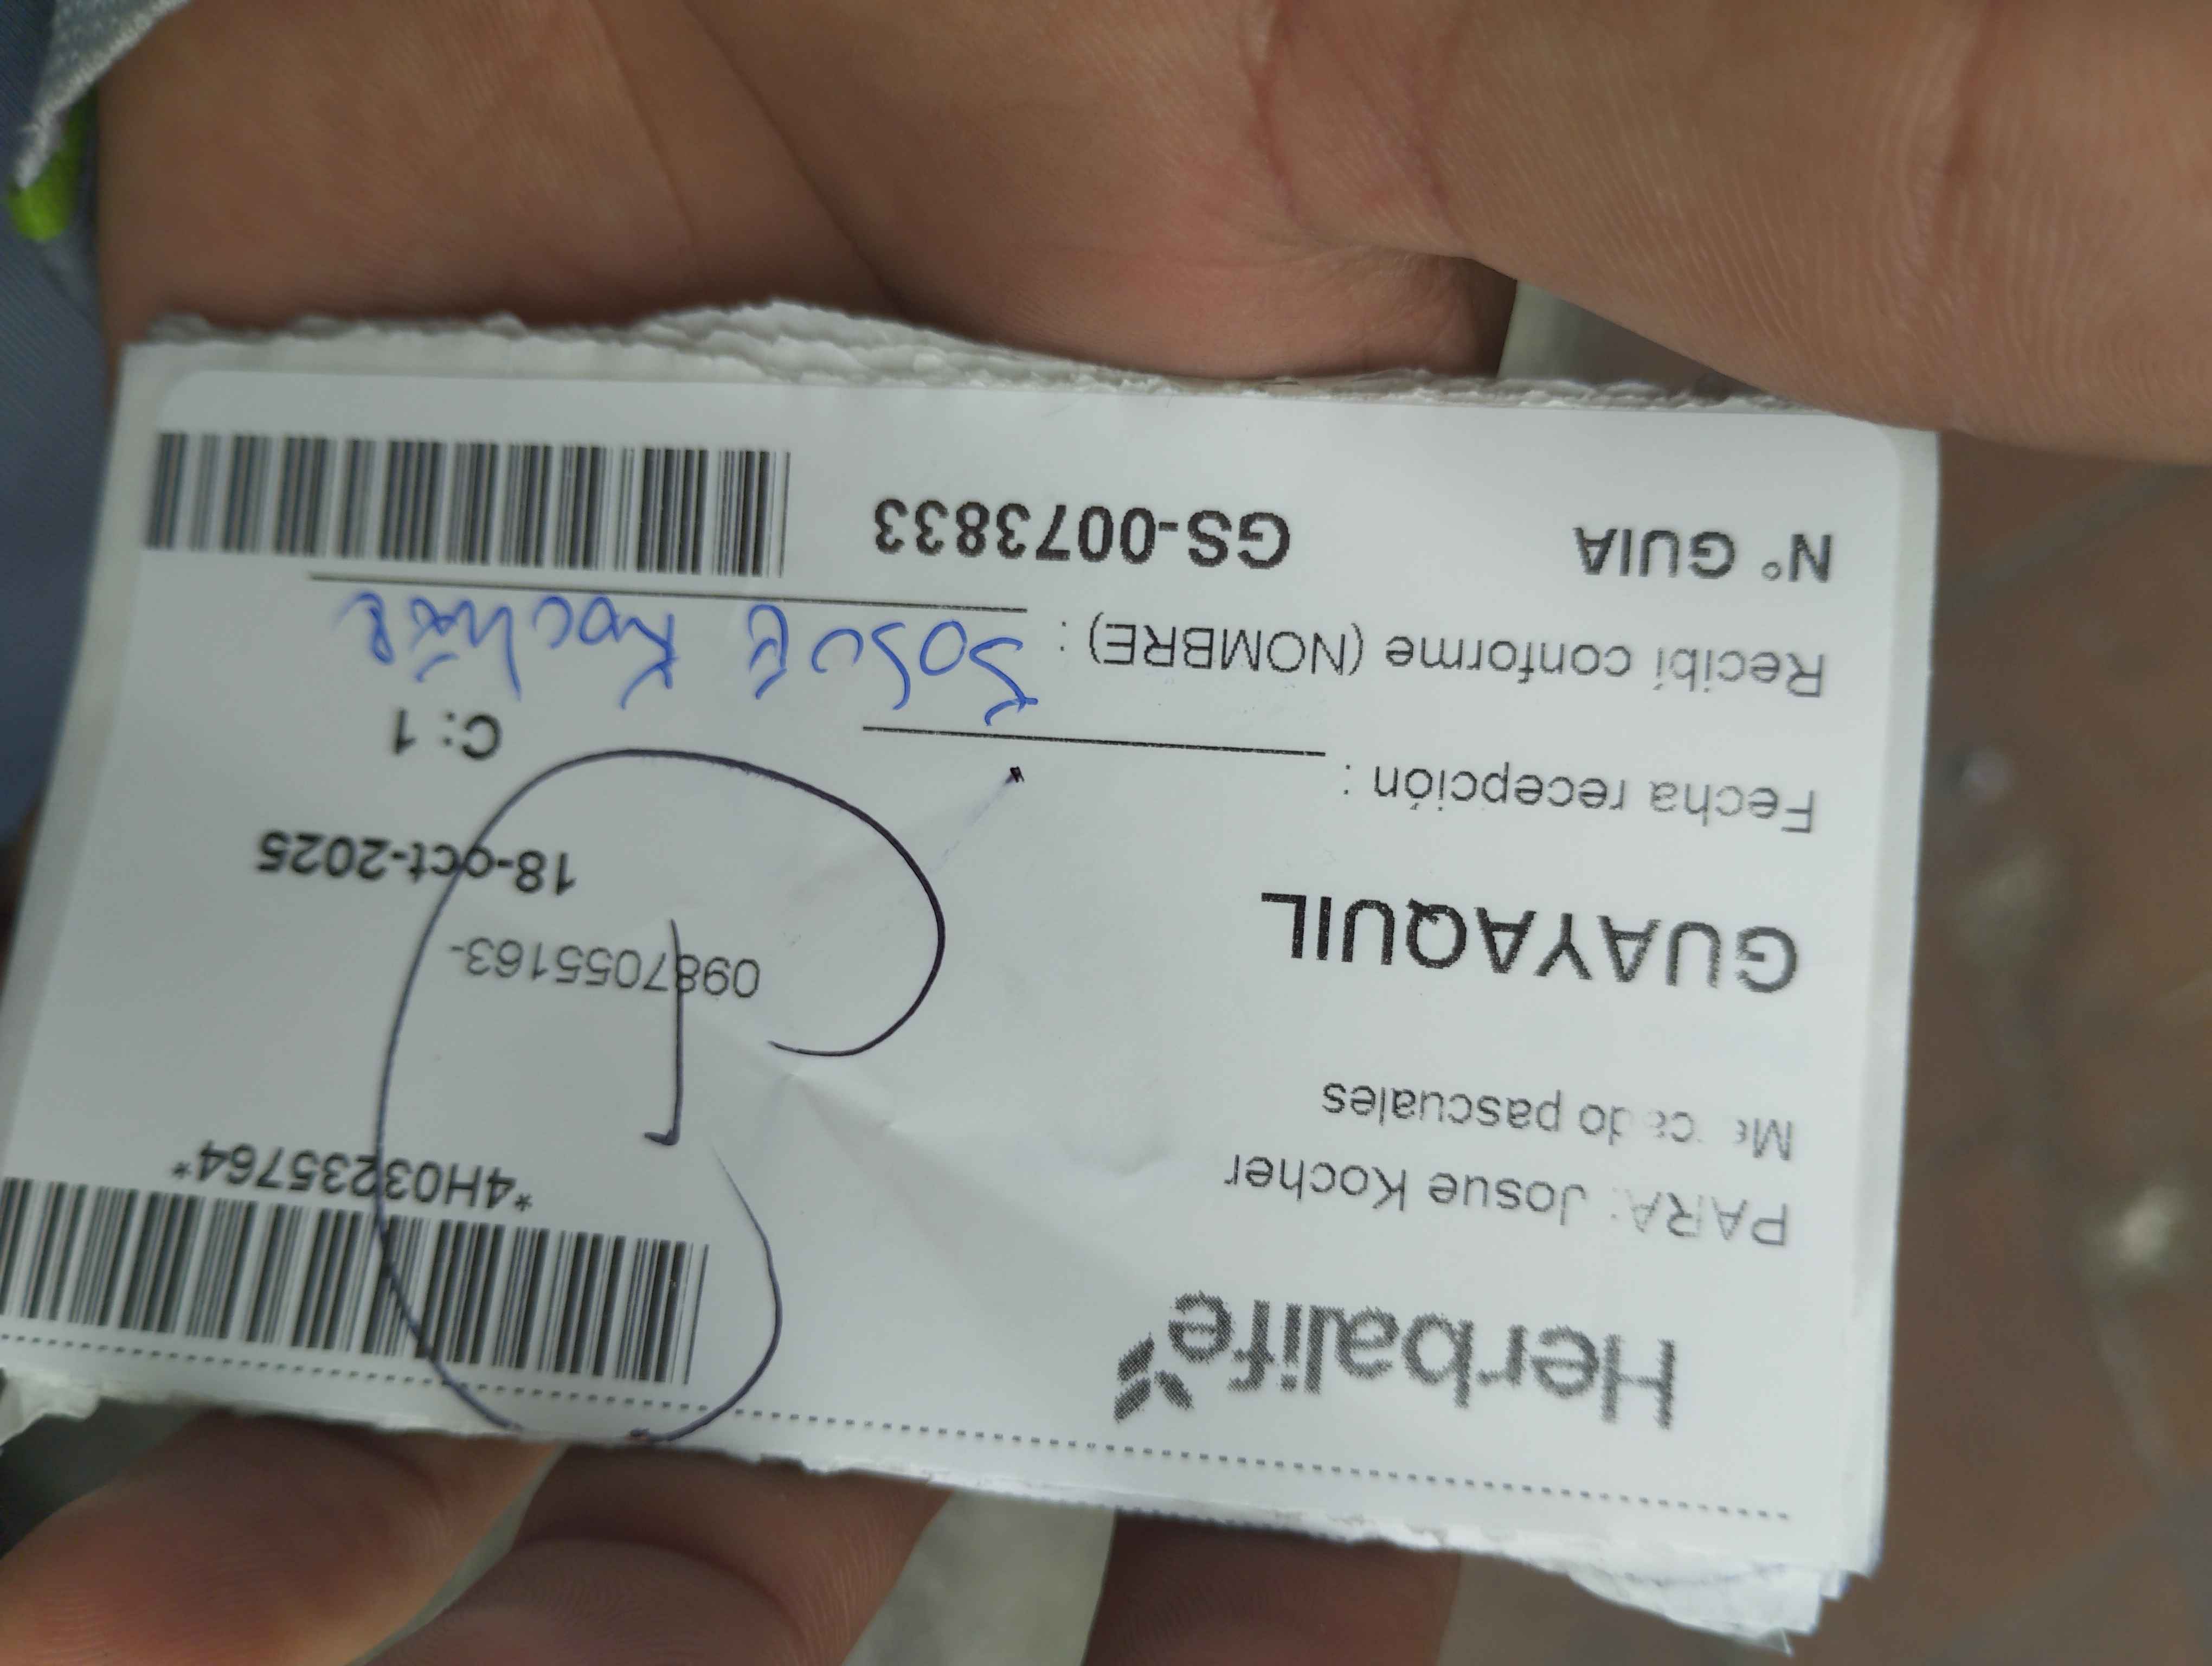 Herbalife
*4H03235764*
PARA: Josue Kocher
Mercado pascuales
0987055163-
GUAYAQUIL
18-oct-2025
Fecha recepción :
C: 1
Recibí conforme (NOMBRE) : Josue Kocher
N° GUIA GS-0073833